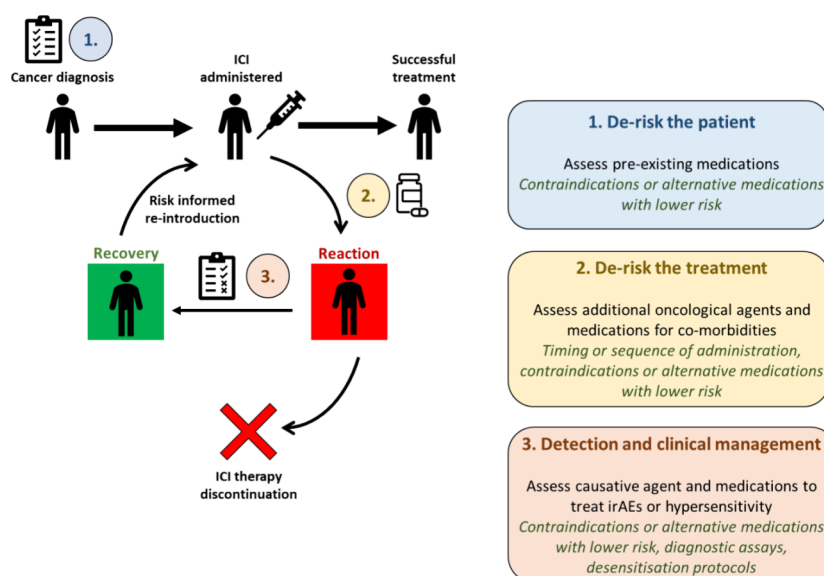 1.
Cancer diagnosis
ICI
administered
Successful
treatment
2.
Risk informed
re-introduction
Recovery
3.
Reaction
ICI therapy
discontinuation
1. De-risk the patient
Assess pre-existing medications
Contraindications or alternative medications
with lower risk
2. De-risk the treatment
Assess additional oncological agents and
medications for co-morbidities
Timing or sequence of administration,
contraindications or alternative medications
with lower risk
3. Detection and clinical management
Assess causative agent and medications to
treat irAEs or hypersensitivity
Contraindications or alternative medications
with lower risk, diagnostic assays,
desensitisation protocols